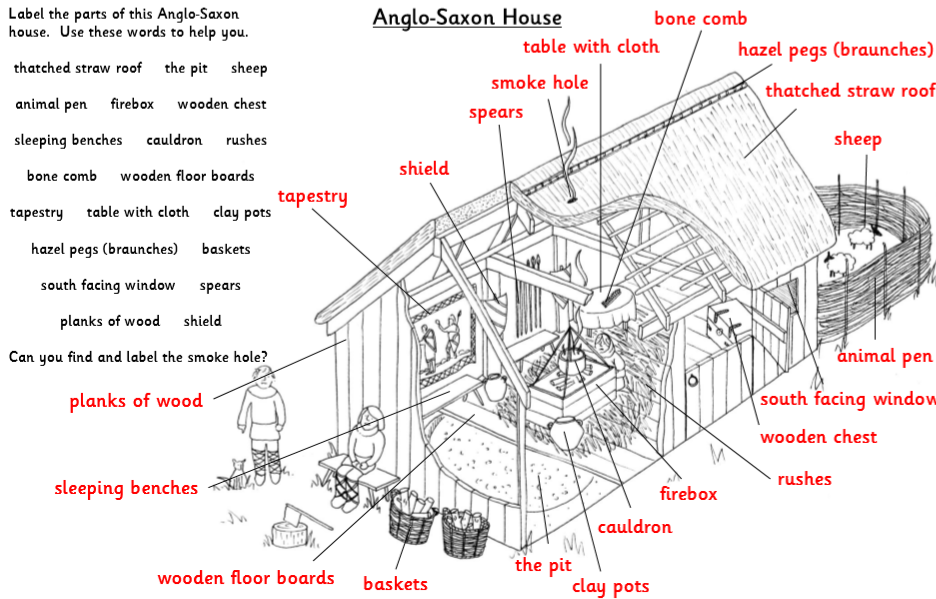 Label the parts of this Anglo-Saxon
house. Use these words to help you.
thatched straw roof the pit sheep
animal pen firebox wooden chest
sleeping benches cauldron rushes
bone comb wooden floor boards
tapestry table with cloth clay pots
hazel pegs (braunches) baskets
south facing window spears
planks of wood shield
Can you find and label the smoke hole?
Anglo-Saxon House
bone comb
table with cloth
hazel pegs (braunches)
smoke hole
thatched straw roof
spears
sheep
shield
tapestry
animal pen
planks of wood
south facing window
wooden chest
rushes
sleeping benches
firebox
cauldron
the pit
wooden floor boards
baskets
clay pots